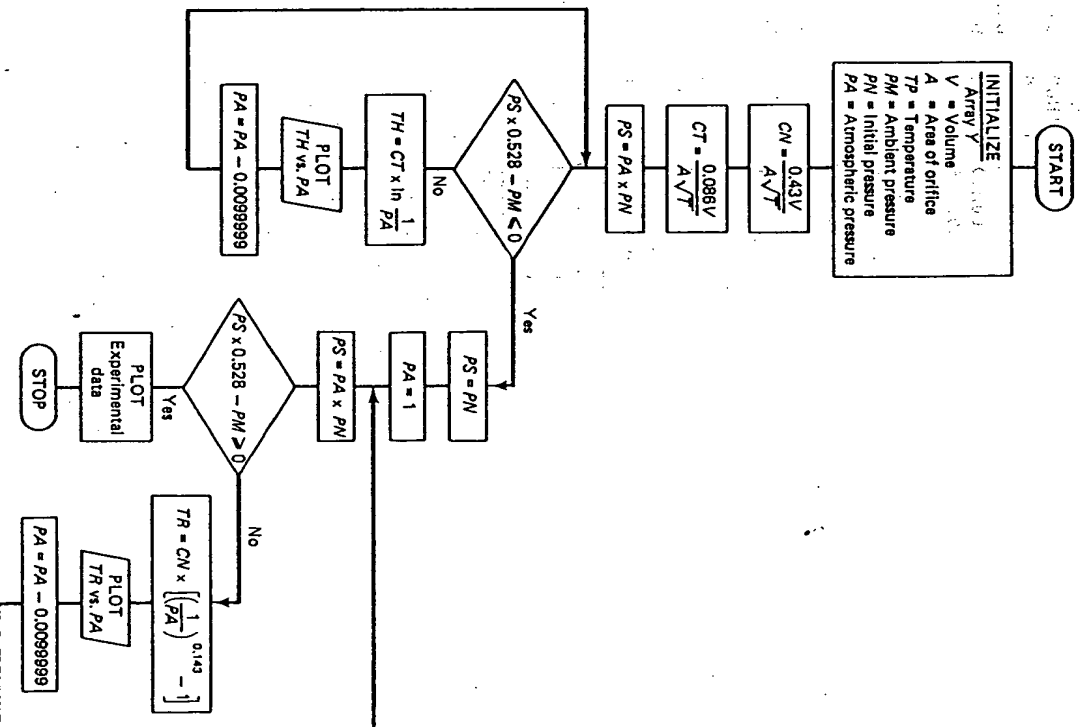 START
INITIALIZE
Array Y
V = Volume
A = Area of orifice
TP = Temperature
PM = Ambient pressure
PN = Initial pressure
PA = Atmospheric pressure
CN = 0.43V / A√T
CT = 0.086V / A√T
PS = PA x PN
PS x 0.528 – PM ≤ 0
No
Yes
TH = CT x ln 1/PA
PLOT
TH vs. PA
PA = PA – 0.0099999
PS = PN
PA = 1
PS = PA x PN
PS x 0.528 – PM > 0
Yes
No
PLOT
Experimental
data
STOP
TR = CN x [(1/PA)^0.143 – 1]
PLOT
TR vs. PA
PA = PA – 0.0099999